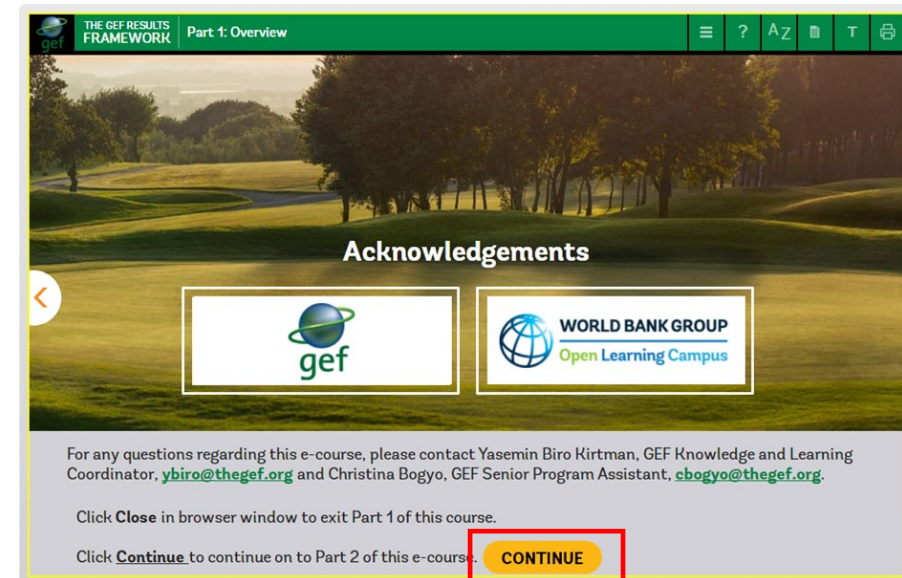 gef
THE GEF RESULTS
FRAMEWORK
Part 1: Overview
? AZ T
Acknowledgements
gef
WORLD BANK GROUP
Open Learning Campus
For any questions regarding this e-course, please contact Yasemin Biro Kirtman, GEF Knowledge and Learning
Coordinator, ybiro@thegef.org and Christina Bogyo, GEF Senior Program Assistant, cbogyo@thegef.org.
Click Close in browser window to exit Part 1 of this course.
Click Continue to continue on to Part 2 of this e-course. CONTINUE